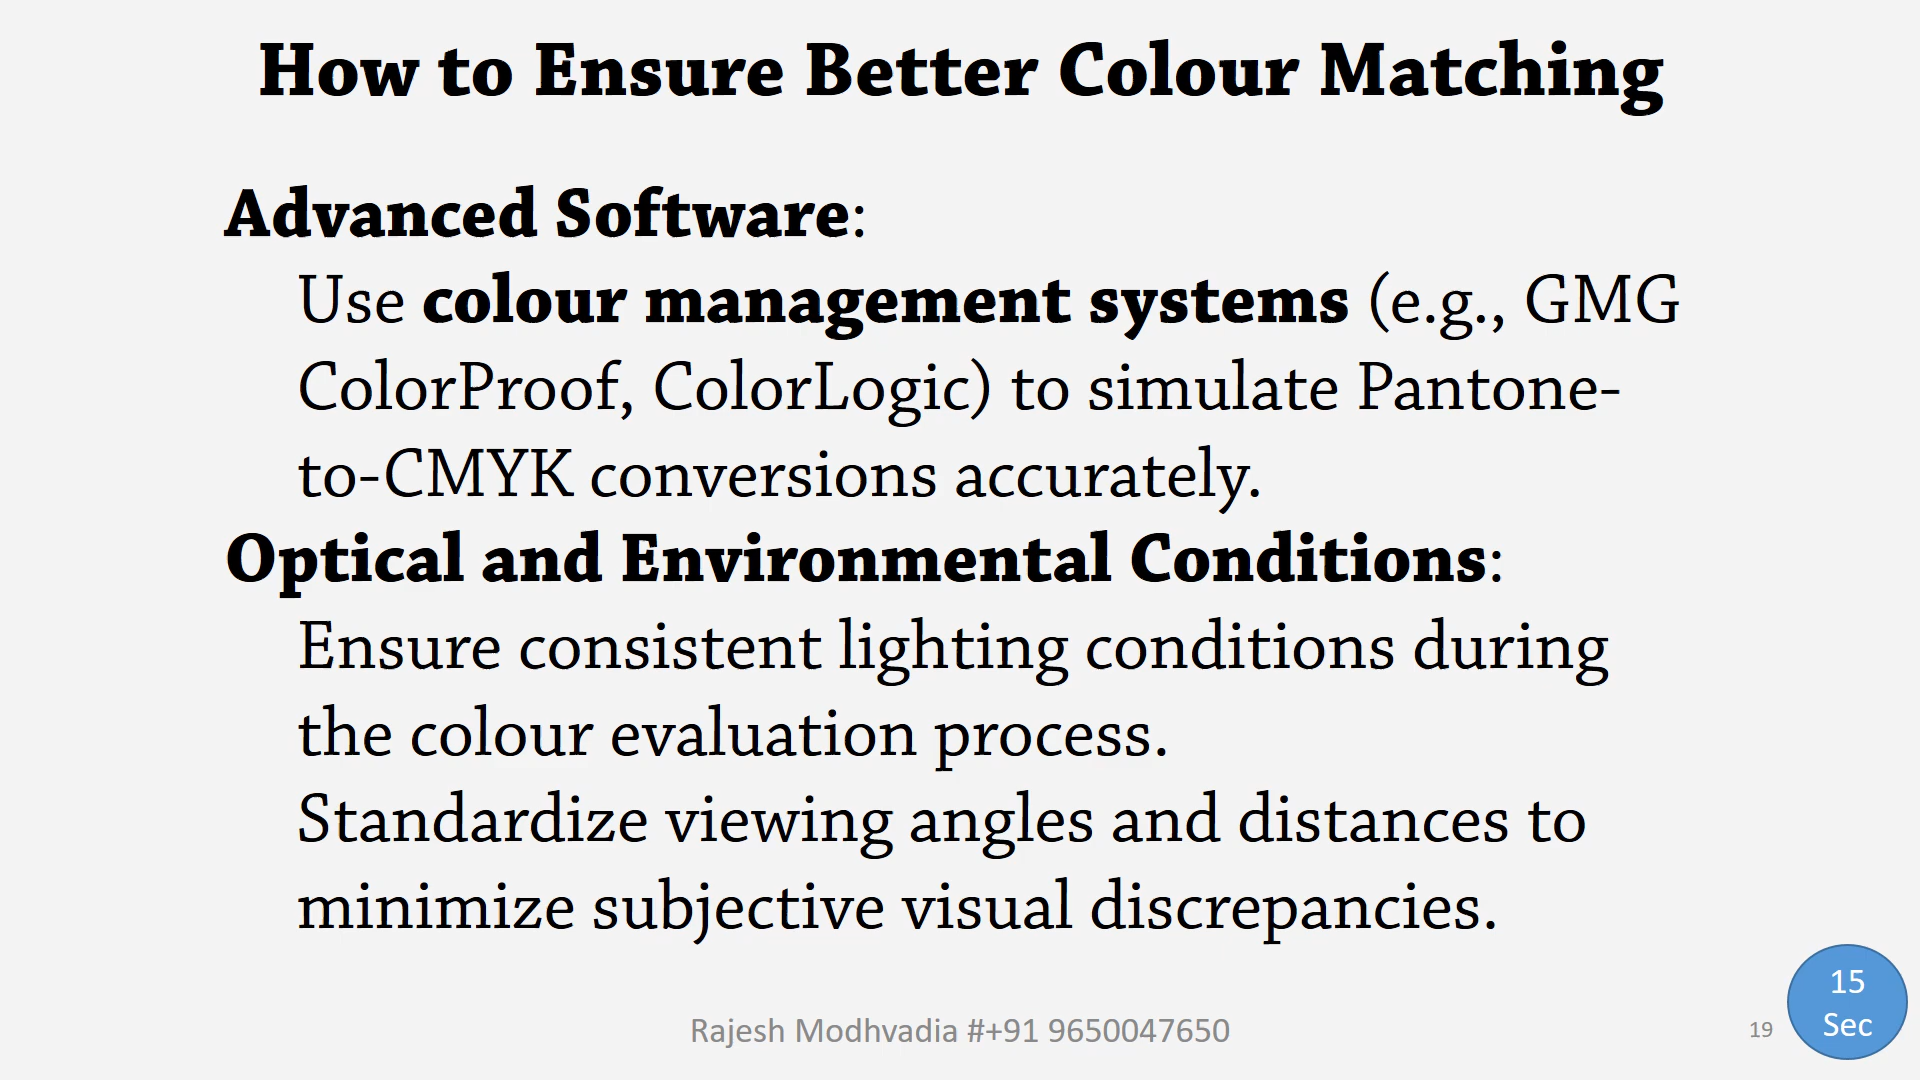 How to Ensure Better Colour Matching
Advanced Software:
Use colour management systems (e.g., GMG
ColorProof, ColorLogic) to simulate Pantone-
to-CMYK conversions accurately.
Optical and Environmental Conditions:
Ensure consistent lighting conditions during
the colour evaluation process.
Standardize viewing angles and distances to
minimize subjective visual discrepancies.
Rajesh Modhvadia #+91 9650047650
19
15
Sec